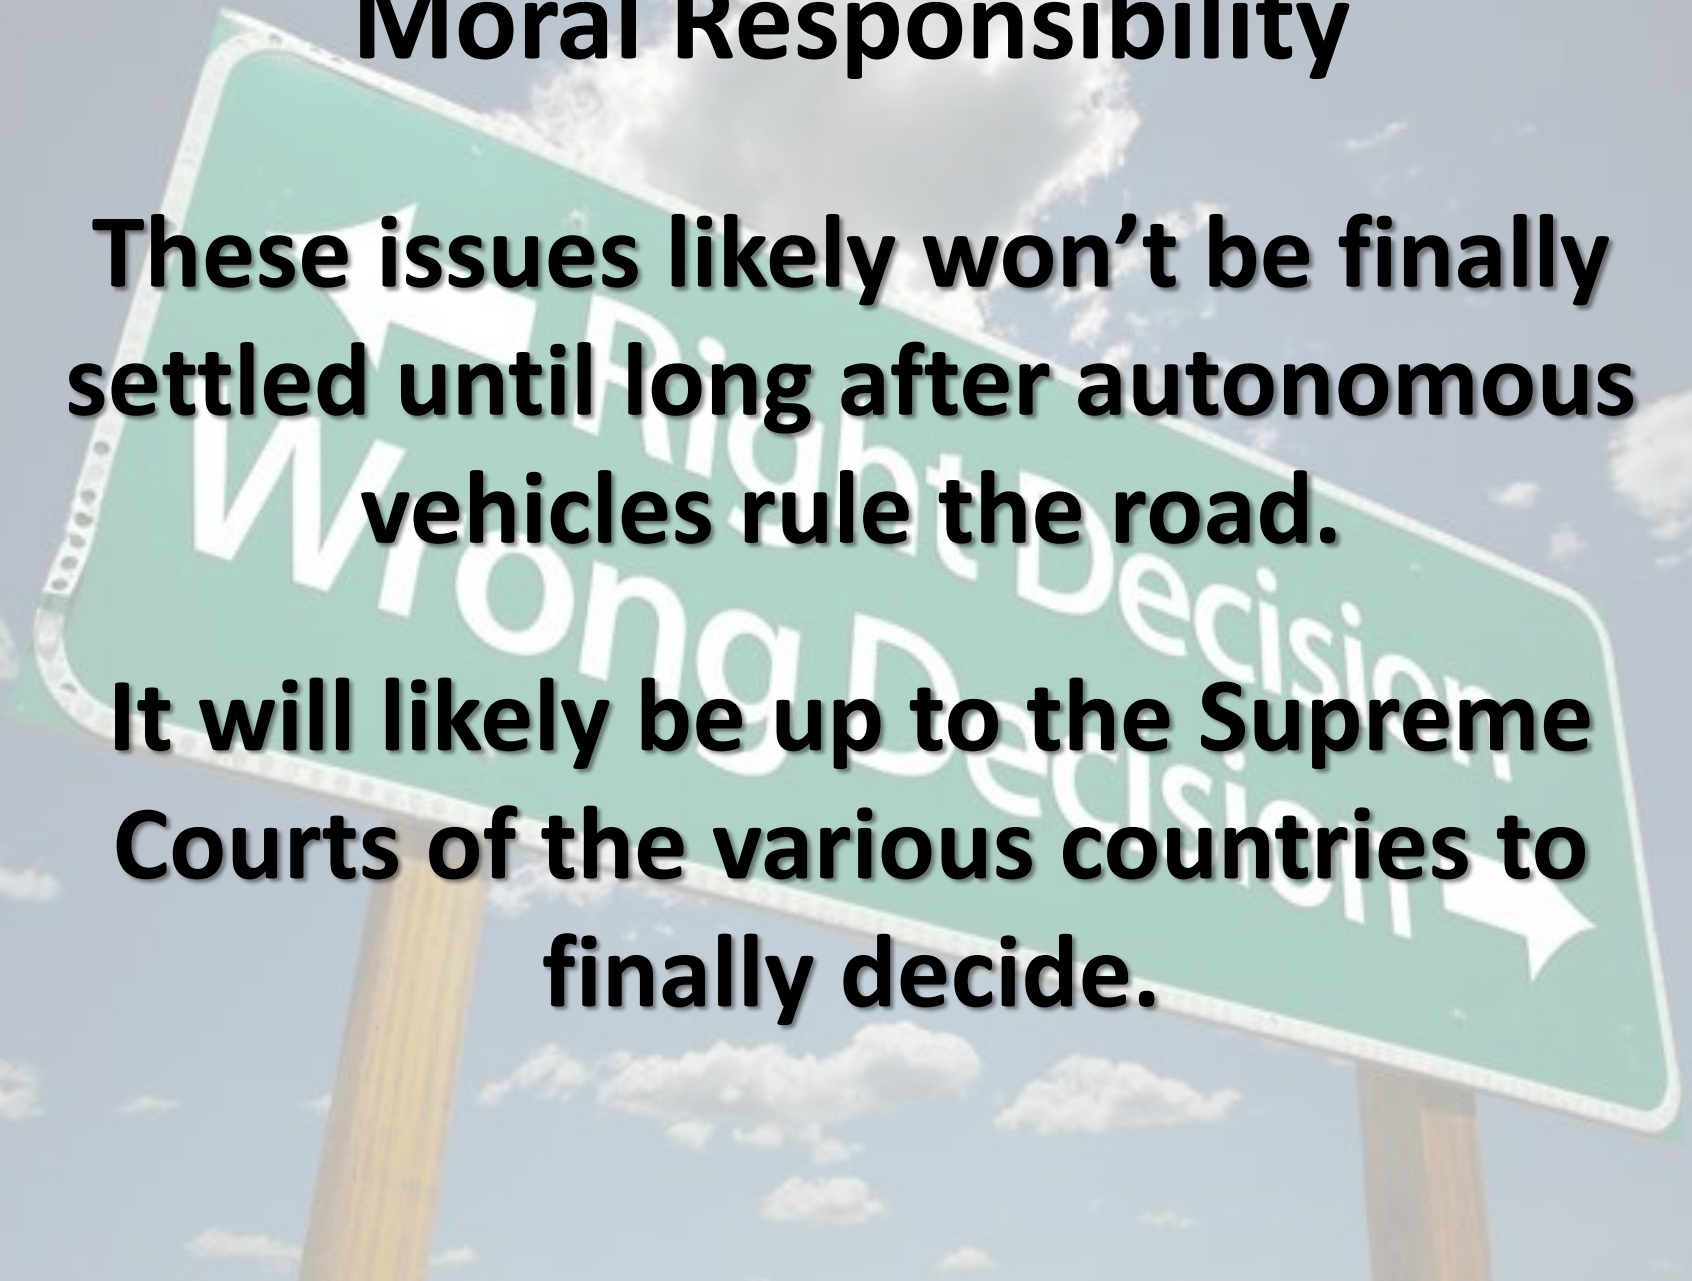 Moral Responsibility
These issues likely won’t be finally
settled until long after autonomous
vehicles rule the road.
It will likely be up to the Supreme
Courts of the various countries to
finally decide.
Right Decision
Wrong Decision